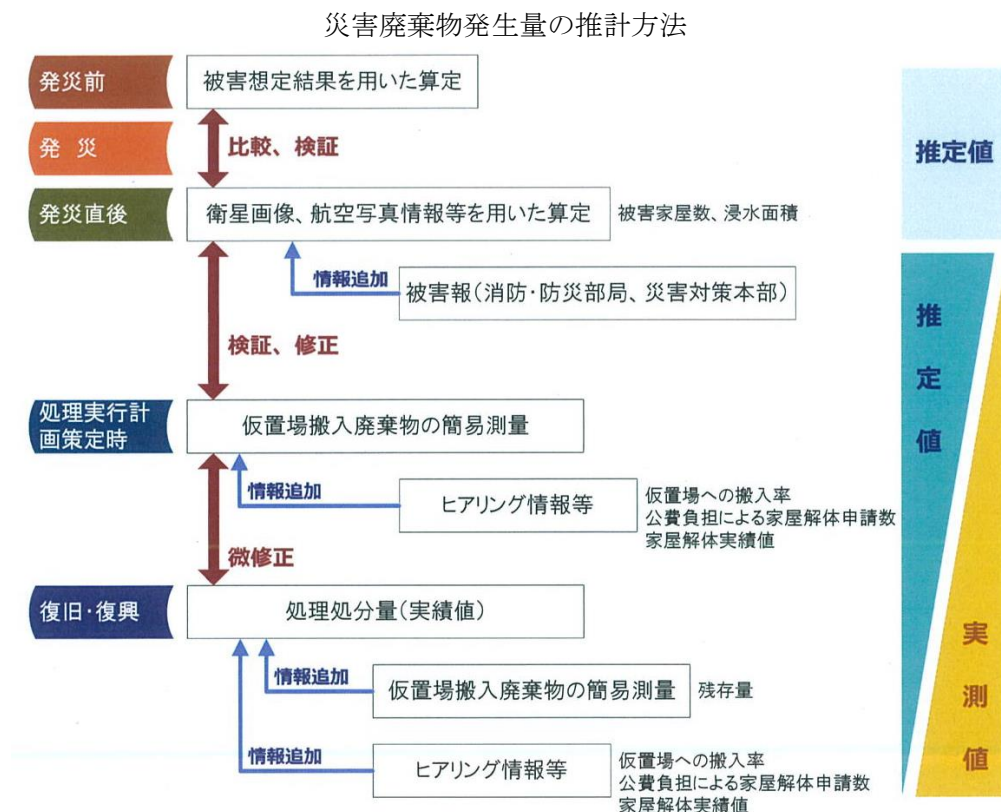 災害廃棄物発生量の推計方法
発災前
被害想定結果を用いた算定
発 災
比較、検証
推定値
発災直後
衛星画像、航空写真情報等を用いた算定
被害家屋数、浸水面積
情報追加
被害報(消防・防災部局、災害対策本部)
検証、修正
推定値
処理実行計
画策定時
仮置場搬入廃棄物の簡易測量
情報追加
ヒアリング情報等
仮置場への搬入率
公費負担による家屋解体申請数
家屋解体実績値
微修正
復旧・復興
処理処分量(実績値)
実測値
情報追加
仮置場搬入廃棄物の簡易測量
残存量
情報追加
ヒアリング情報等
仮置場への搬入率
公費負担による家屋解体申請数
家屋解体実績値